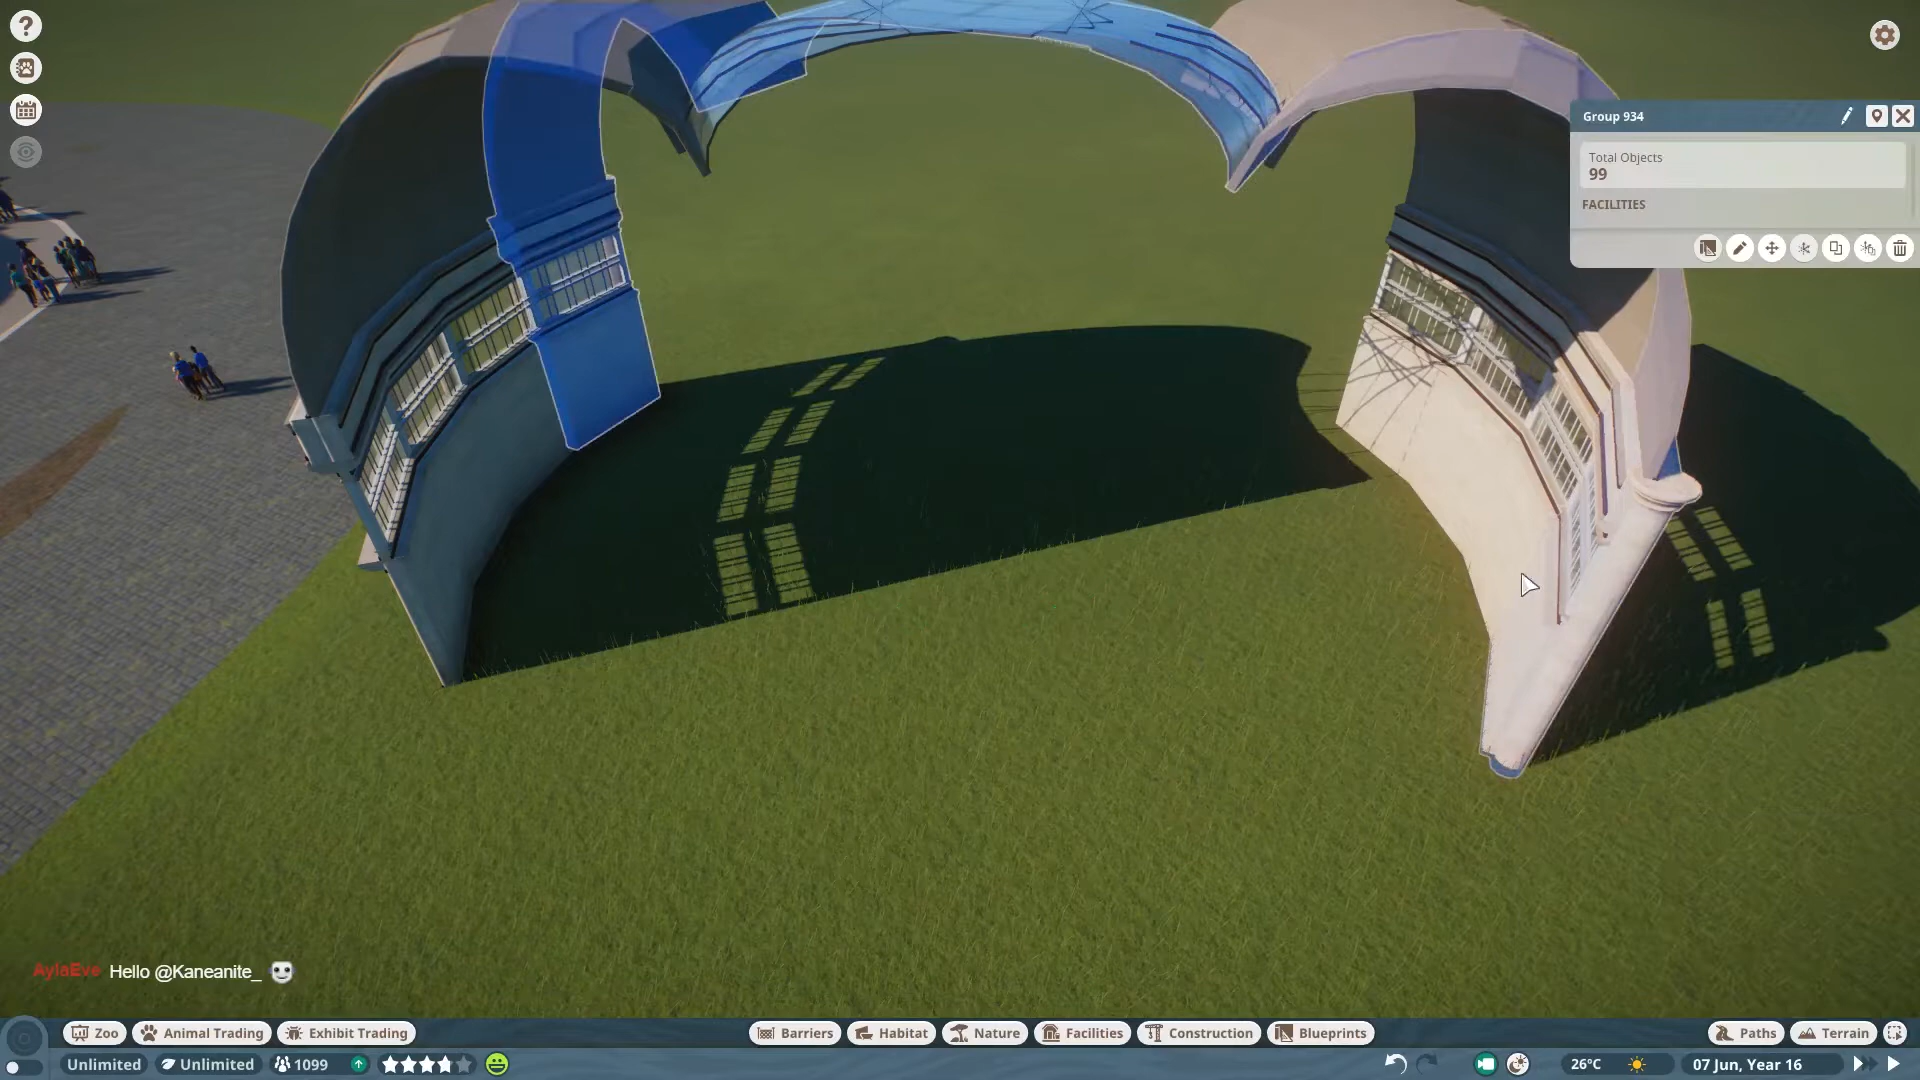 Group 934
Total Objects
99
FACILITIES
AylaEve Hello @Kaneanite_
Zoo Animal Trading Exhibit Trading Barriers Habitat Nature Facilities Construction Blueprints Paths Terrain
Unlimited Unlimited 1099 26°C 07 Jun, Year 16